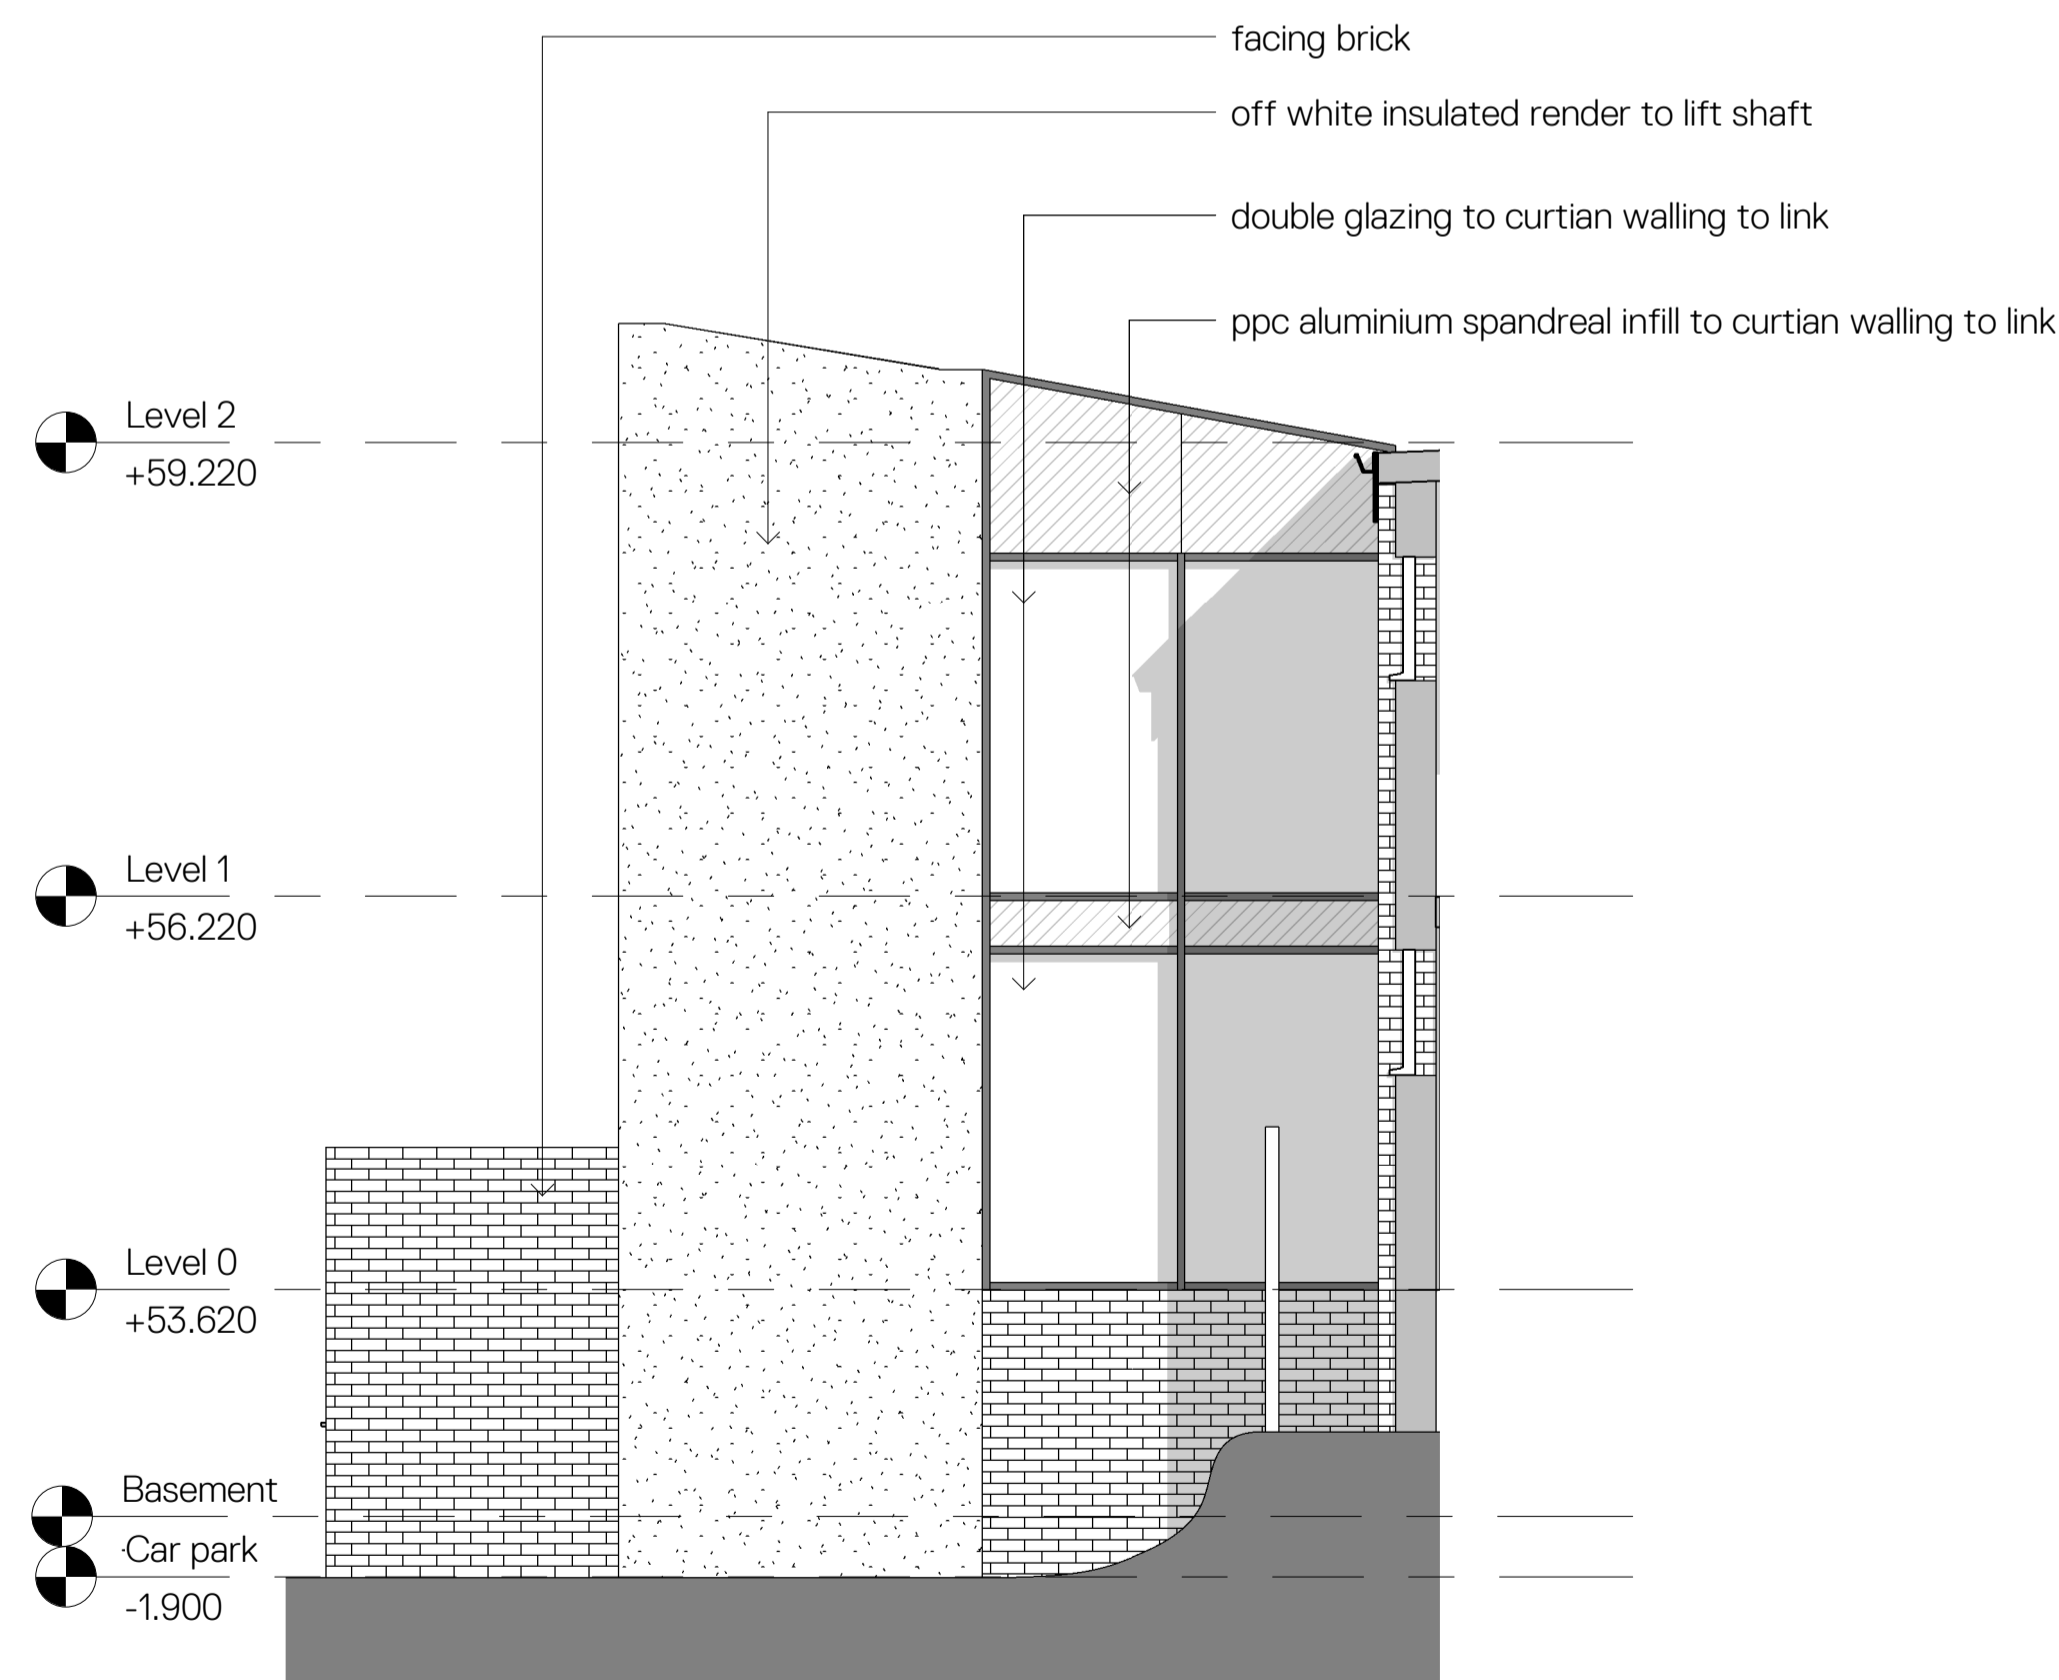 facing brick
off white insulated render to lift shaft
double glazing to curtian walling to link
ppc aluminium spandreal infill to curtian walling to link
Level 2
+59.220
Level 1
+56.220
Level 0
+53.620
Basement
Car park
-1.900